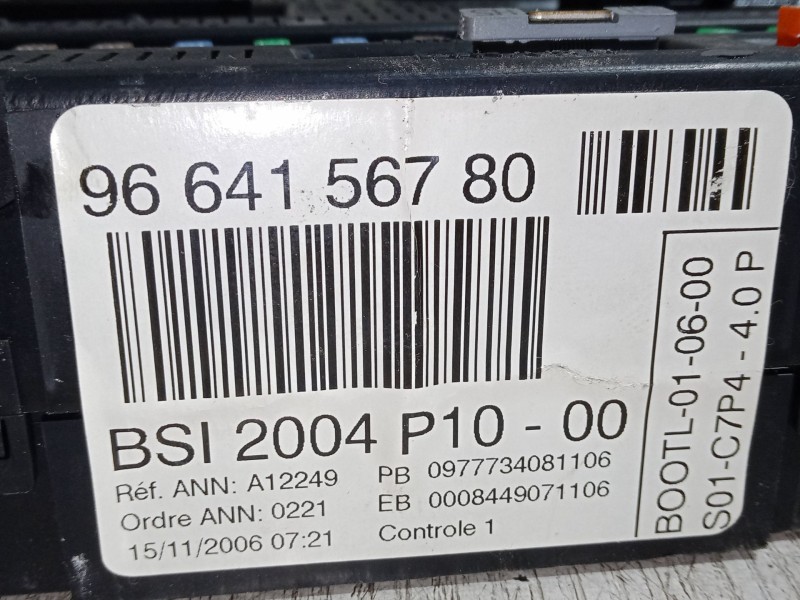 96 641 567 80
BSI 2004 P10 - 00
Réf. ANN: A12249
Ordre ANN: 0221
15/11/2006 07:21
PB 0977734081106
EB 0008449071106
Controle 1
BOOTL-01-06-00
S01-C7P4 - 4.0 P